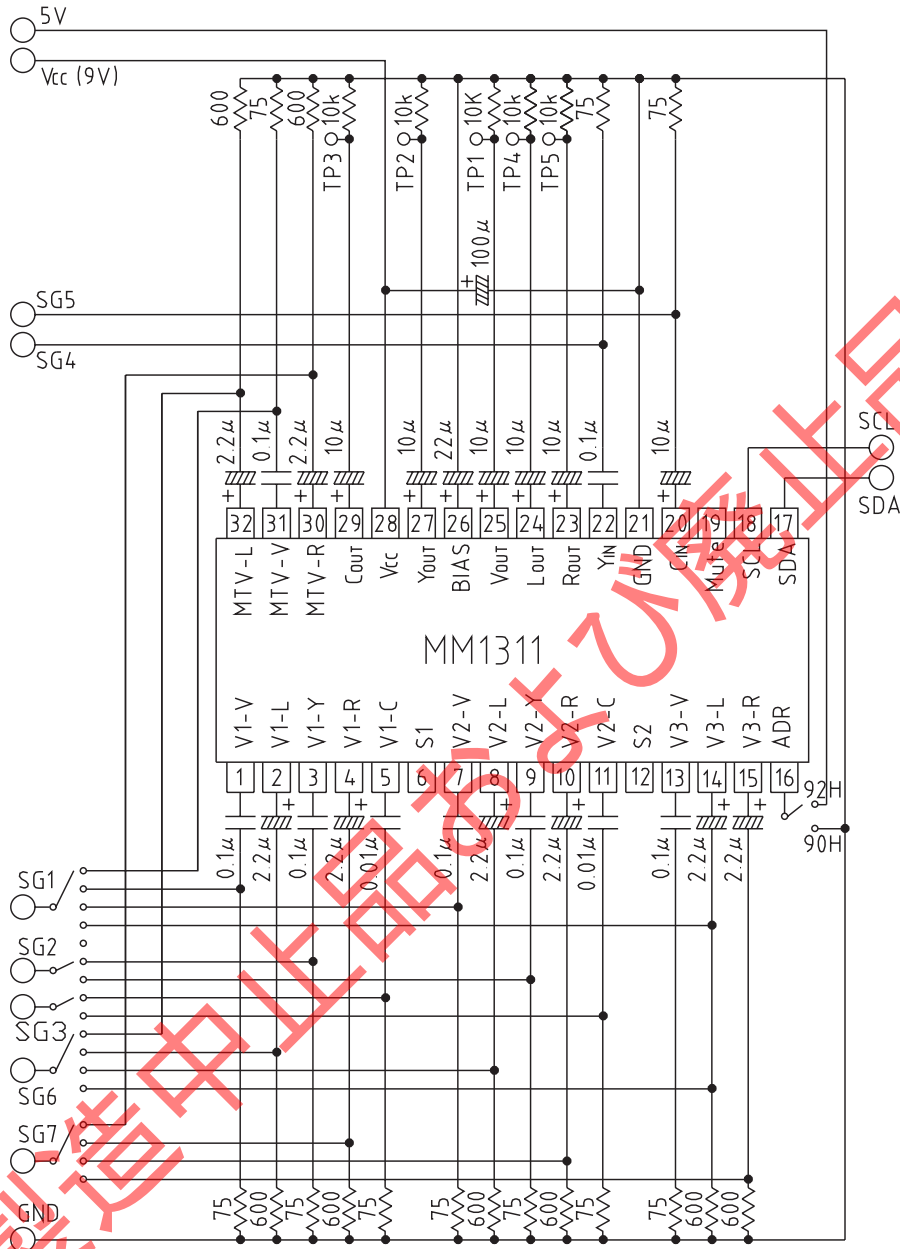 5V
Vcc (9V)
600
75
600
10k
10k
10K
10k
10k
75
75
TP3
TP2
TP1
TP4
TP5
+
100μ
SG5
SG4
2.2μ
0.1μ
2.2μ
10μ
10μ
22μ
10μ
10μ
10μ
0.1μ
10μ
SCL
SDA
+ + + + + + + + +
32 31 30 29 28 27 26 25 24 23 22 21 20 19 18 17
MTV-L
MTV-V
MTV-R
COUT
Vcc
YOUT
BIAS
VOUT
LOUT
ROUT
YIN
GND
CIN
Mute
SCL
SDA
MM1311
V1-V
V1-L
V1-Y
V1-R
V1-C
S1
V2-V
V2-L
V2-Y
V2-R
V2-C
S2
V3-V
V3-L
V3-R
ADR
1 2 3 4 5 6 7 8 9 10 11 12 13 14 15 16
+ + + + + +
92H
90H
0.1μ
2.2μ
0.1μ
2.2μ
0.01μ
0.1μ
2.2μ
0.1μ
2.2μ
0.01μ
0.1μ
2.2μ
2.2μ
SG1
SG2
SG3
SG6
SG7
GND
75
600
75
600
75
75
600
75
600
75
75
600
600
製造中止品および廃止品